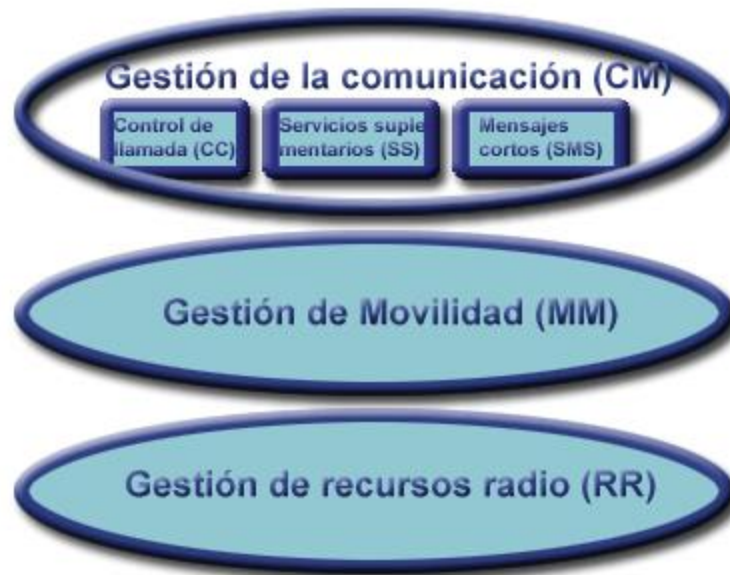 Gestión de la comunicación (CM)
Control de
llamada (CC)
Servicios suple
mentarios (SS)
Mensajes
cortos (SMS)
Gestión de Movilidad (MM)
Gestión de recursos radio (RR)